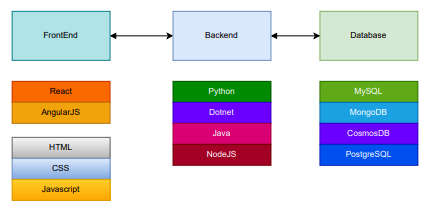 FrontEnd
Backend
Database
React
AngularJS
HTML
CSS
Javascript
Python
Dotnet
Java
NodeJS
MySQL
MongoDB
CosmosDB
PostgreSQL